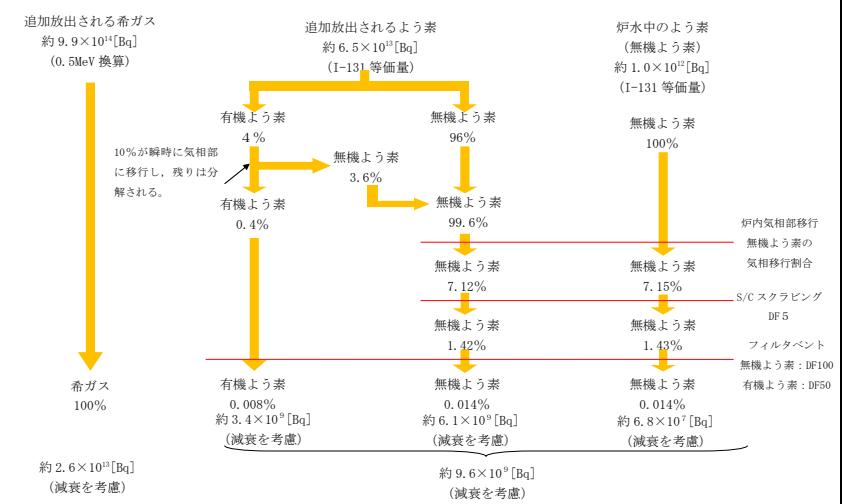 追加放出される希ガス
約 9.9×10¹⁴[Bq]
(0.5MeV 換算)
追加放出されるよう素
約 6.5×10¹³[Bq]
(I-131 等価量)
炉水中のよう素
(無機よう素)
約 1.0×10¹²[Bq]
(I-131 等価量)
有機よう素
4%
無機よう素
96%
無機よう素
100%
10%が瞬時に気相部
に移行し，残りは分
解される。
無機よう素
3.6%
有機よう素
0.4%
無機よう素
99.6%
炉内気相部移行
無機よう素の
気相移行割合
無機よう素
7.12%
無機よう素
7.15%
S/C スクラビング
DF5
無機よう素
1.42%
無機よう素
1.43%
フィルタベント
無機よう素：DF100
有機よう素：DF50
希ガス
100%
有機よう素
0.008%
約 3.4×10⁹[Bq]
(減衰を考慮)
無機よう素
0.014%
約 6.1×10⁹[Bq]
(減衰を考慮)
無機よう素
0.014%
約 6.8×10⁷[Bq]
(減衰を考慮)
約 2.6×10¹³[Bq]
(減衰を考慮)
約 9.6×10⁹[Bq]
(減衰を考慮)